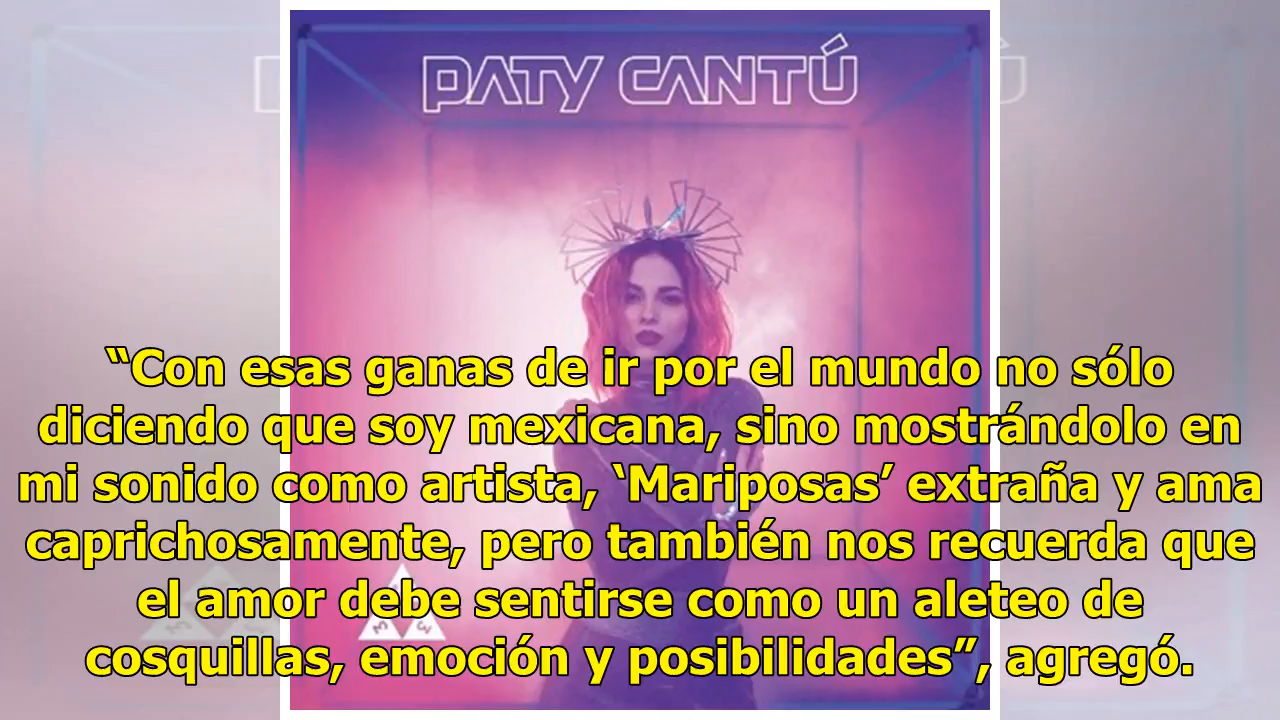 PATY CANTÚ
“Con esas ganas de ir por el mundo no sólo
diciendo que soy mexicana, sino mostrándolo en
mi sonido como artista, ‘Mariposas’ extraña y ama
caprichosamente, pero también nos recuerda que
el amor debe sentirse como un aleteo de
cosquillas, emoción y posibilidades”, agregó.